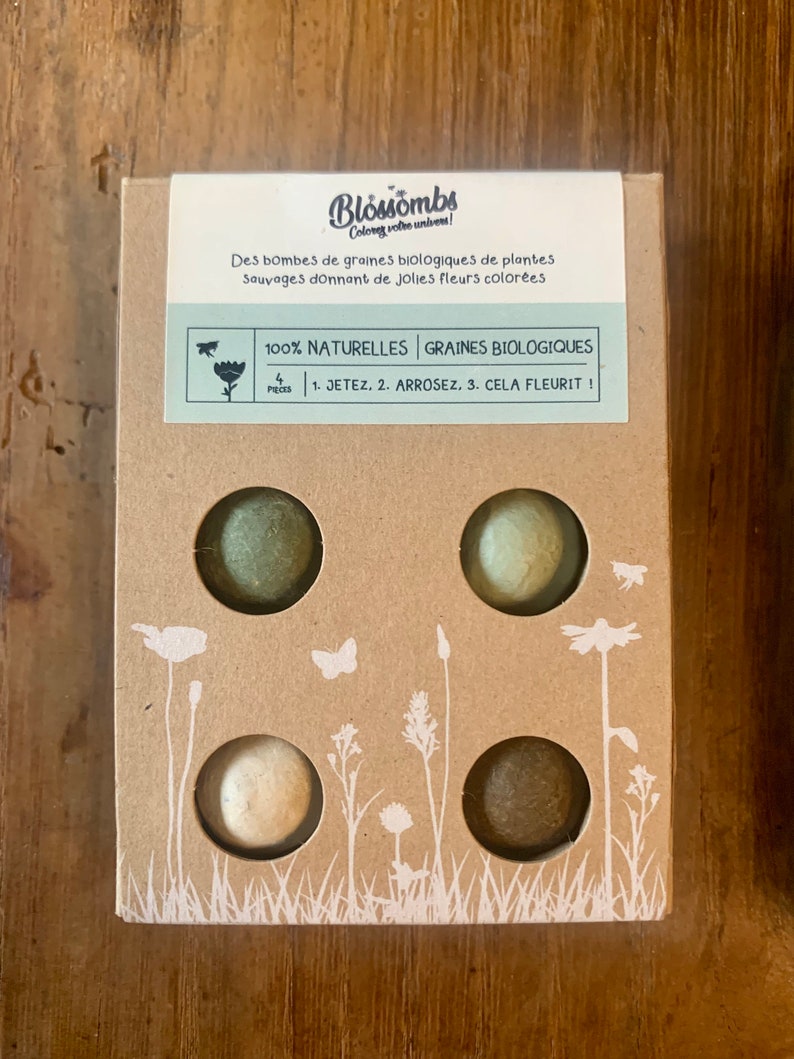 Blossombs
Colorez votre univers!
Des bombes de graines biologiques de plantes
sauvages donnant de jolies fleurs colorées
100% NATURELLES | GRAINES BIOLOGIQUES
4
PIÈCES
1. JETEZ, 2. ARROSEZ, 3. CELA FLEURIT !